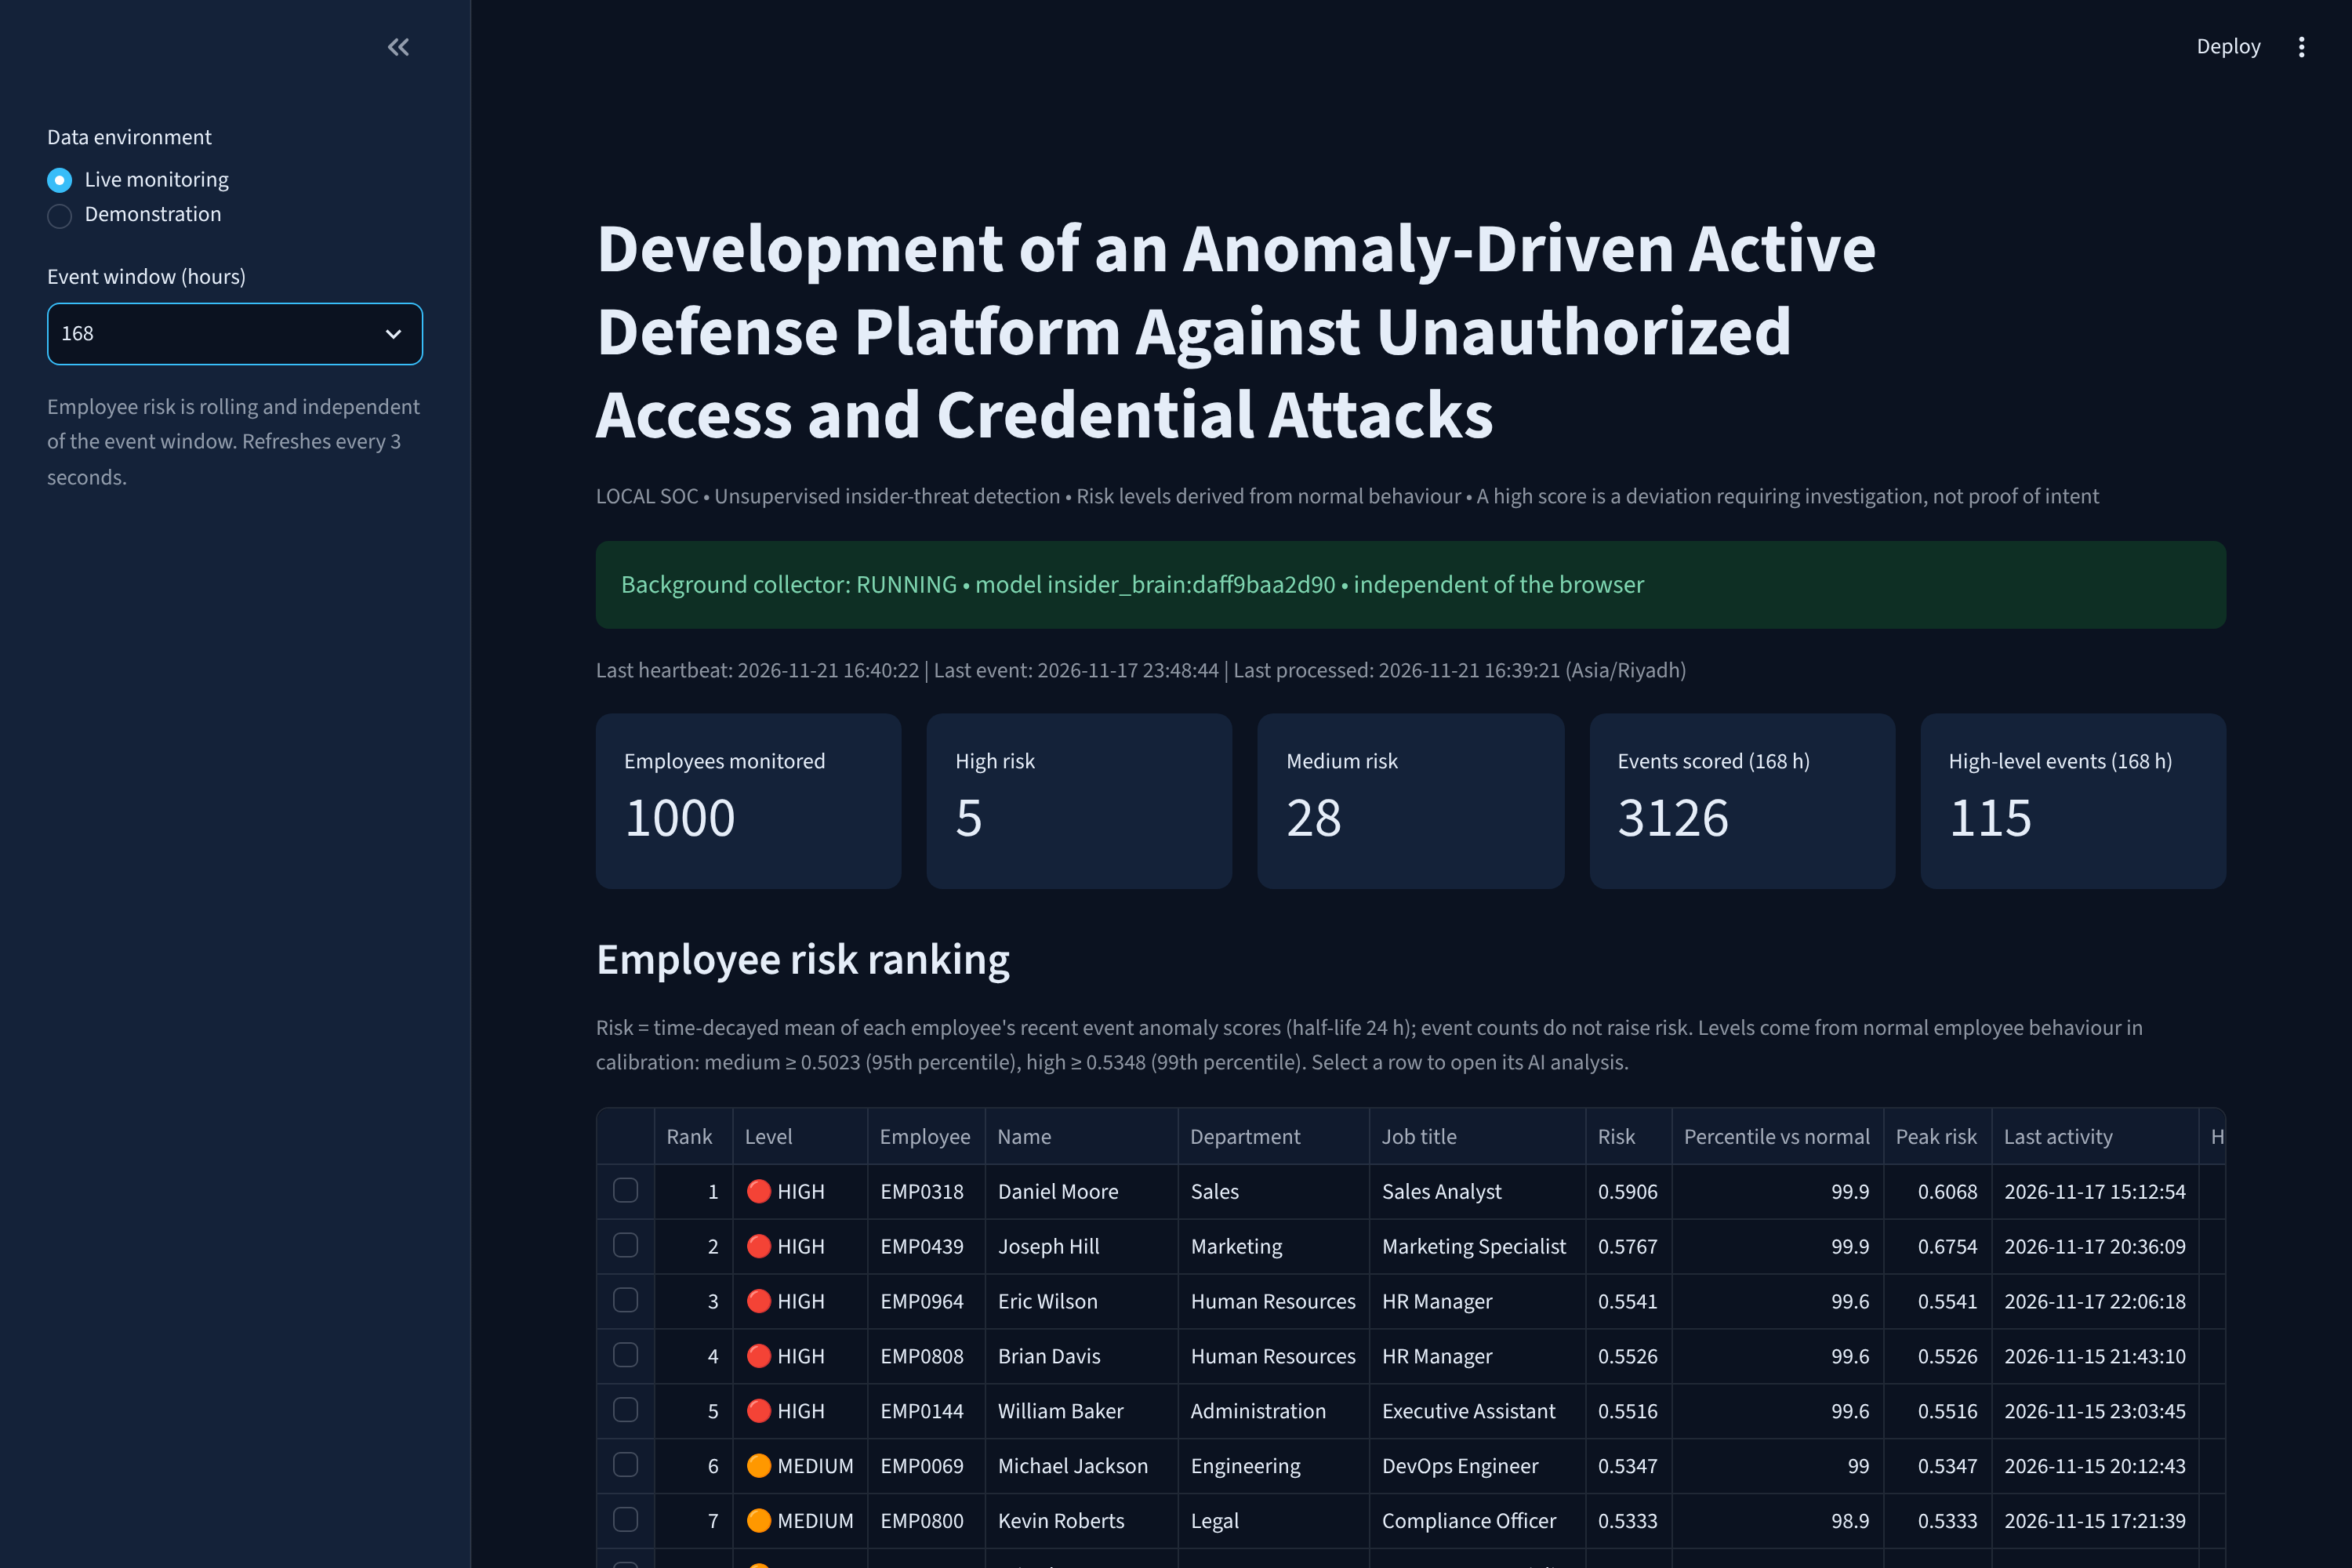 Deploy
Data environment
Live monitoring
Demonstration
Event window (hours)
168
Employee risk is rolling and independent
of the event window. Refreshes every 3
seconds.
Development of an Anomaly-Driven Active
Defense Platform Against Unauthorized
Access and Credential Attacks
LOCAL SOC • Unsupervised insider-threat detection • Risk levels derived from normal behaviour • A high score is a deviation requiring investigation, not proof of intent
Background collector: RUNNING • model insider_brain:daff9baa2d90 • independent of the browser
Last heartbeat: 2026-11-21 16:40:22 | Last event: 2026-11-17 23:48:44 | Last processed: 2026-11-21 16:39:21 (Asia/Riyadh)
Employees monitored
1000
High risk
5
Medium risk
28
Events scored (168 h)
3126
High-level events (168 h)
115
Employee risk ranking
Risk = time-decayed mean of each employee's recent event anomaly scores (half-life 24 h); event counts do not raise risk. Levels come from normal employee behaviour in
calibration: medium ≥ 0.5023 (95th percentile), high ≥ 0.5348 (99th percentile). Select a row to open its AI analysis.
Rank Level Employee Name Department Job title Risk Percentile vs normal Peak risk Last activity H
1 HIGH EMP0318 Daniel Moore Sales Sales Analyst 0.5906 99.9 0.6068 2026-11-17 15:12:54
2 HIGH EMP0439 Joseph Hill Marketing Marketing Specialist 0.5767 99.9 0.6754 2026-11-17 20:36:09
3 HIGH EMP0964 Eric Wilson Human Resources HR Manager 0.5541 99.6 0.5541 2026-11-17 22:06:18
4 HIGH EMP0808 Brian Davis Human Resources HR Manager 0.5526 99.6 0.5526 2026-11-15 21:43:10
5 HIGH EMP0144 William Baker Administration Executive Assistant 0.5516 99.6 0.5516 2026-11-15 23:03:45
6 MEDIUM EMP0069 Michael Jackson Engineering DevOps Engineer 0.5347 99 0.5347 2026-11-15 20:12:43
7 MEDIUM EMP0800 Kevin Roberts Legal Compliance Officer 0.5333 98.9 0.5333 2026-11-15 17:21:39